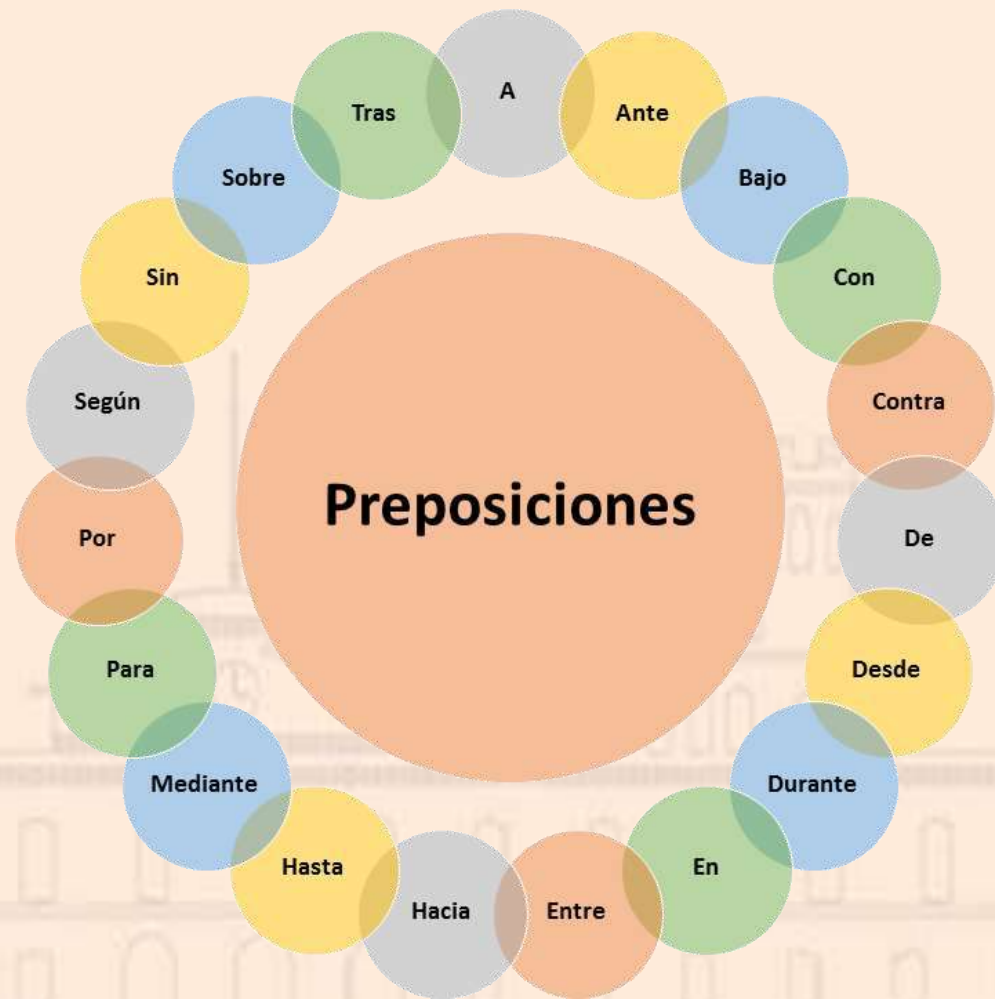 Preposiciones
A
Ante
Bajo
Con
Contra
De
Desde
Durante
En
Entre
Hacia
Hasta
Mediante
Para
Por
Según
Sin
Sobre
Tras